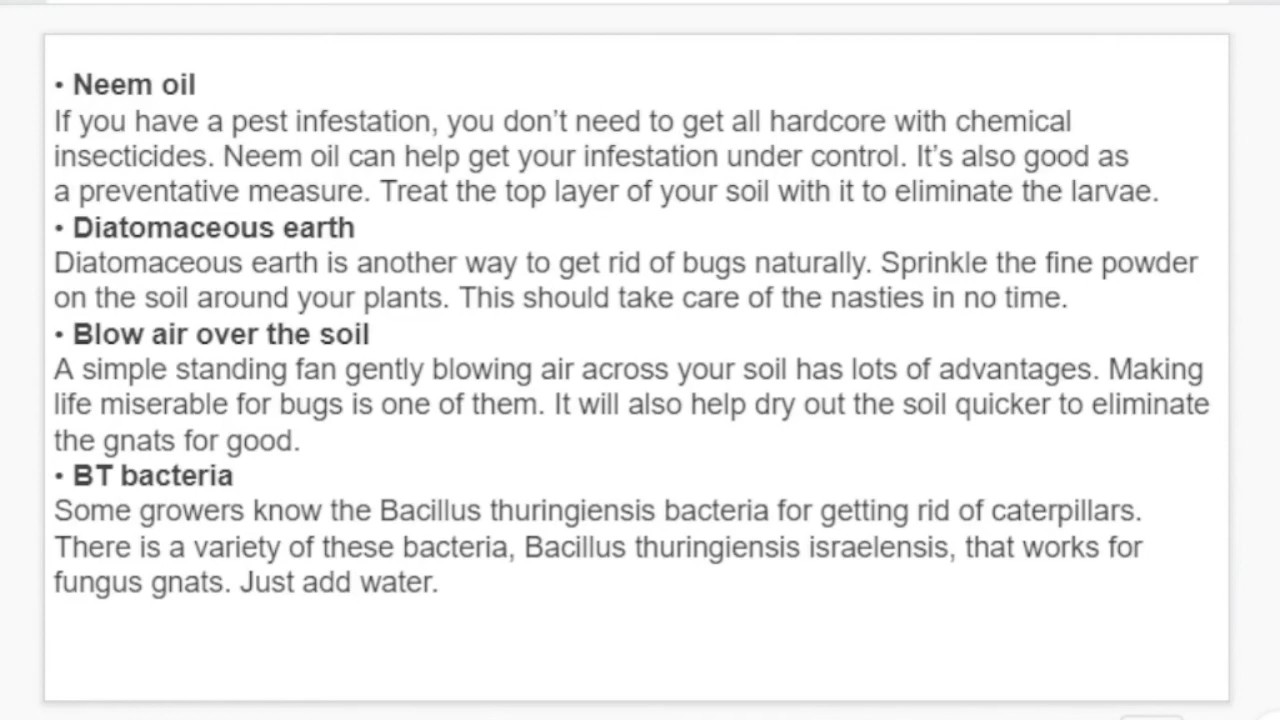 • Neem oil
If you have a pest infestation, you don’t need to get all hardcore with chemical
insecticides. Neem oil can help get your infestation under control. It’s also good as
a preventative measure. Treat the top layer of your soil with it to eliminate the larvae.
• Diatomaceous earth
Diatomaceous earth is another way to get rid of bugs naturally. Sprinkle the fine powder
on the soil around your plants. This should take care of the nasties in no time.
• Blow air over the soil
A simple standing fan gently blowing air across your soil has lots of advantages. Making
life miserable for bugs is one of them. It will also help dry out the soil quicker to eliminate
the gnats for good.
• BT bacteria
Some growers know the Bacillus thuringiensis bacteria for getting rid of caterpillars.
There is a variety of these bacteria, Bacillus thuringiensis israelensis, that works for
fungus gnats. Just add water.